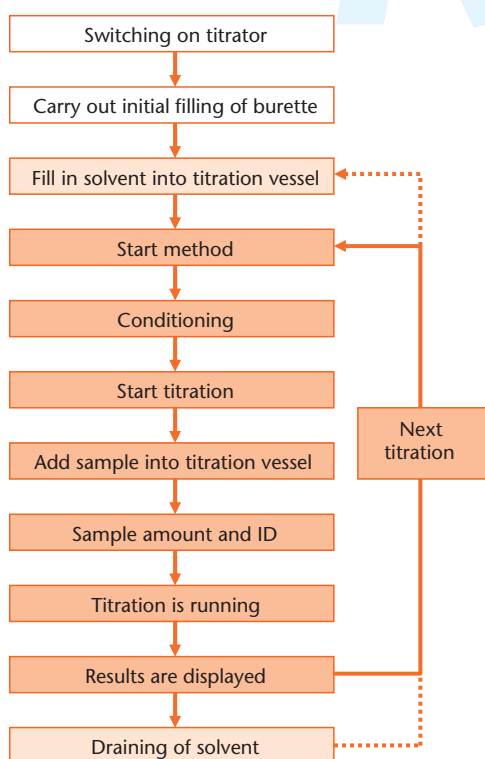 Switching on titrator
Carry out initial filling of burette
Fill in solvent into titration vessel
Start method
Conditioning
Start titration
Next
titration
Add sample into titration vessel
Sample amount and ID
Titration is running
Results are displayed
Draining of solvent